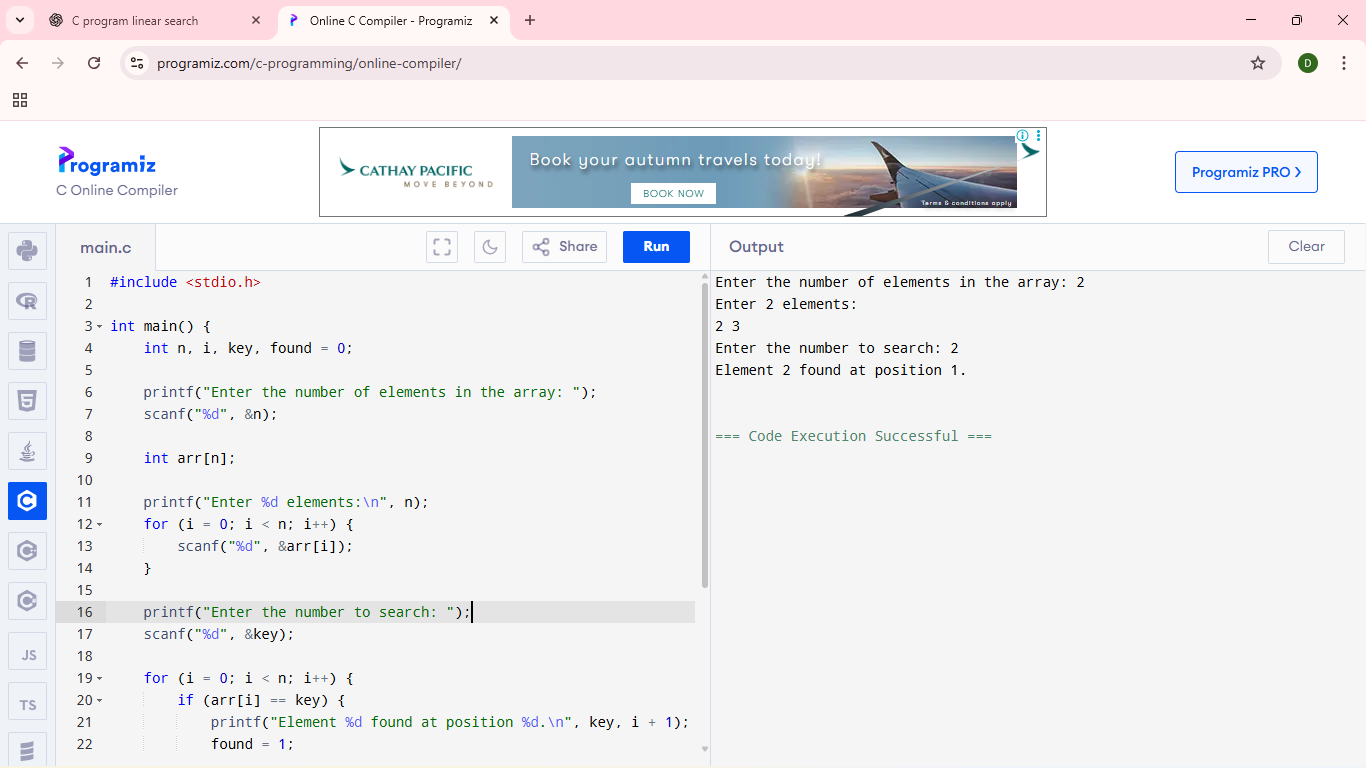 C program linear search
Online C Compiler - Programiz
programiz.com/c-programming/online-compiler/
D
Programiz
C Online Compiler
CATHAY PACIFIC
MOVE BEYOND
Book your autumn travels today!
BOOK NOW
Terms & conditions apply
Programiz PRO
main.c
Share
Run
Output
Clear
1 #include <stdio.h>
2
3 int main() {
4     int n, i, key, found = 0;
5
6     printf("Enter the number of elements in the array: ");
7     scanf("%d", &n);
8
9     int arr[n];
10
11     printf("Enter %d elements:\n", n);
12     for (i = 0; i < n; i++) {
13         scanf("%d", &arr[i]);
14     }
15
16     printf("Enter the number to search: ");
17     scanf("%d", &key);
18
19     for (i = 0; i < n; i++) {
20         if (arr[i] == key) {
21             printf("Element %d found at position %d.\n", key, i + 1);
22             found = 1;
Enter the number of elements in the array: 2
Enter 2 elements:
2 3
Enter the number to search: 2
Element 2 found at position 1.
=== Code Execution Successful ===
JS
TS